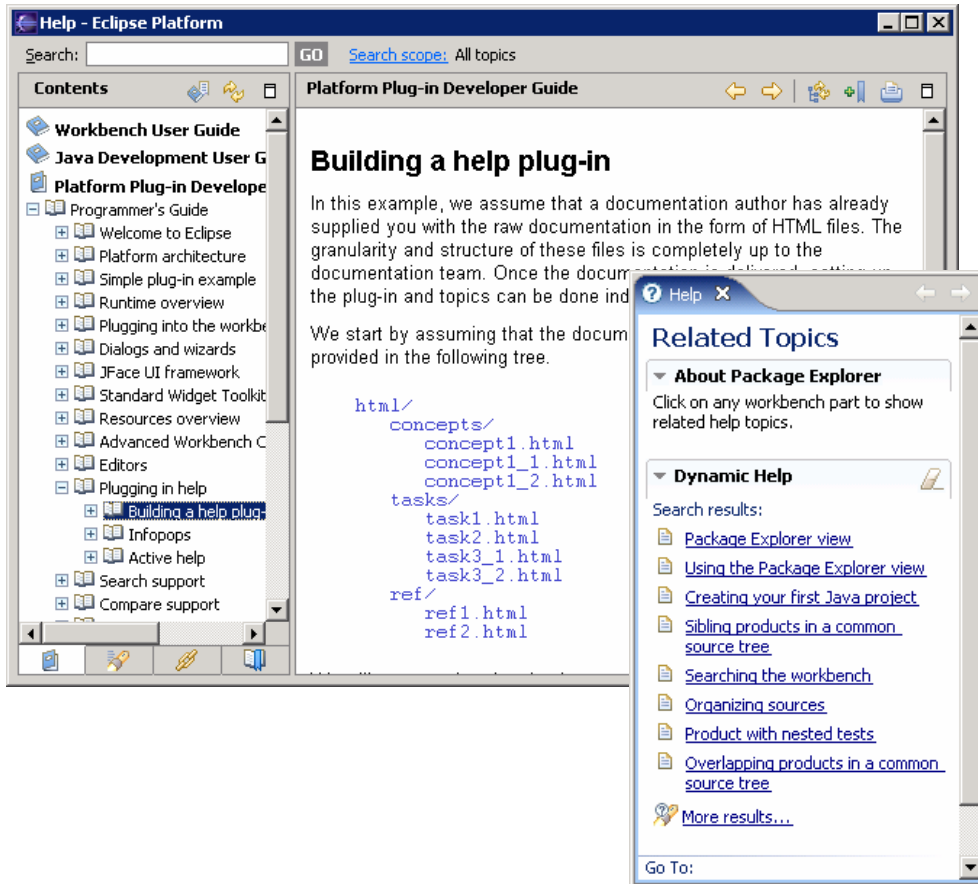 Help - Eclipse Platform
Search:
GO
Search scope: All topics
Contents
Workbench User Guide
Java Development User G
Platform Plug-in Develope
Programmer's Guide
Welcome to Eclipse
Platform architecture
Simple plug-in example
Runtime overview
Plugging into the workbe
Dialogs and wizards
JFace UI framework
Standard Widget Toolkit
Resources overview
Advanced Workbench C
Editors
Plugging in help
Building a help plug-
Infopops
Active help
Search support
Compare support
Platform Plug-in Developer Guide
Building a help plug-in
In this example, we assume that a documentation author has already
supplied you with the raw documentation in the form of HTML files. The
granularity and structure of these files is completely up to the
documentation team. Once the documentation is delivered, setting up
the plug-in and topics can be done ind
We start by assuming that the docum
provided in the following tree.
html/
concepts/
concept1.html
concept1_1.html
concept1_2.html
tasks/
task1.html
task2.html
task3_1.html
task3_2.html
ref/
ref1.html
ref2.html
Help
Related Topics
About Package Explorer
Click on any workbench part to show
related help topics.
Dynamic Help
Search results:
Package Explorer view
Using the Package Explorer view
Creating your first Java project
Sibling products in a common
source tree
Searching the workbench
Organizing sources
Product with nested tests
Overlapping products in a common
source tree
More results...
Go To: